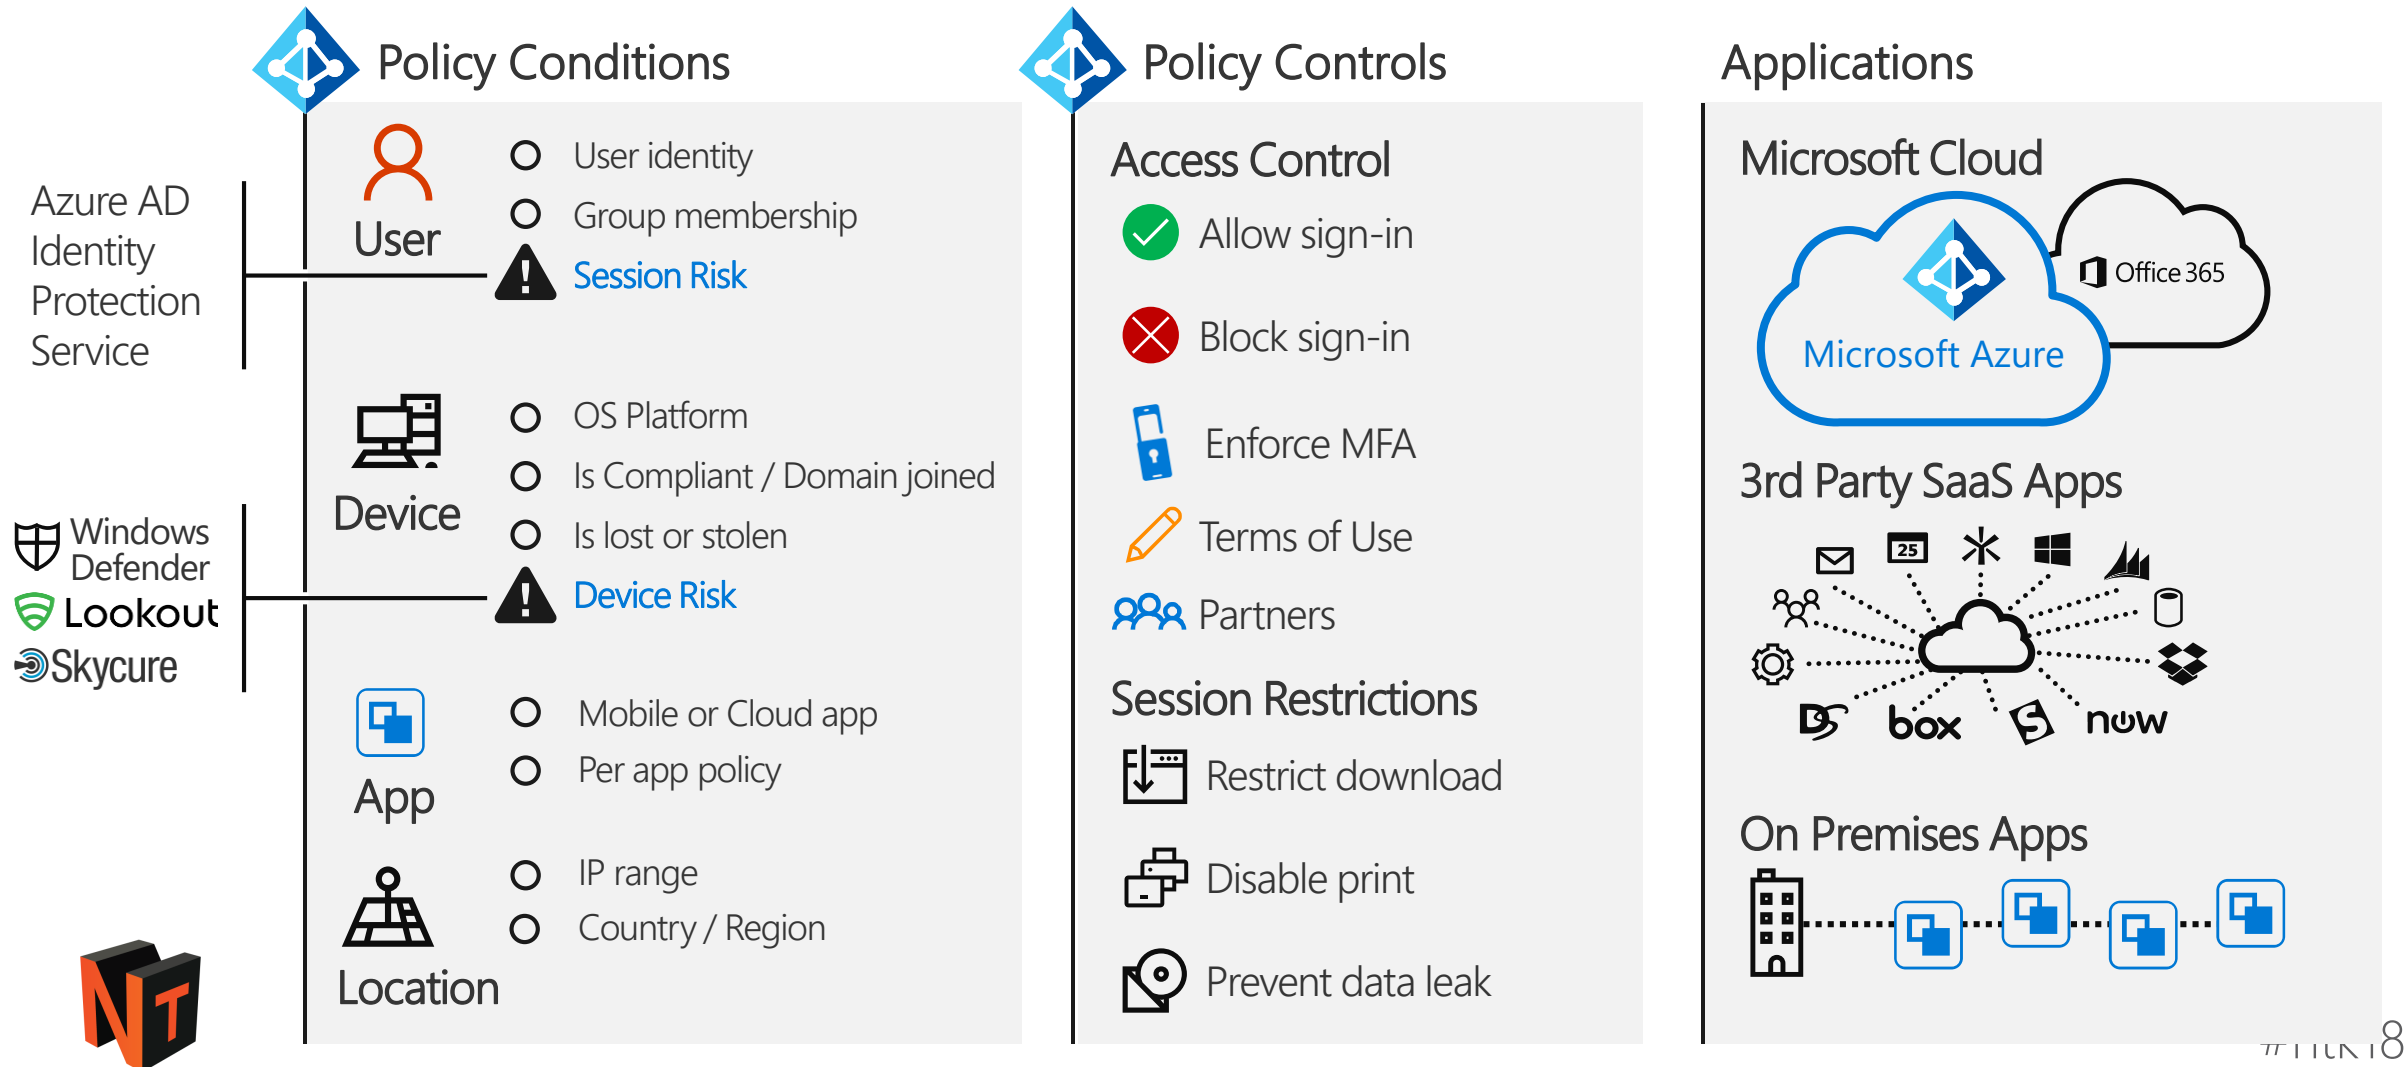 Policy Conditions
Azure AD
Identity
Protection
Service
Windows
Defender
Lookout
Skycure
User
User identity
Group membership
Session Risk
Device
OS Platform
Is Compliant / Domain joined
Is lost or stolen
Device Risk
App
Mobile or Cloud app
Per app policy
Location
IP range
Country / Region
NT
Policy Controls
Access Control
Allow sign-in
Block sign-in
Enforce MFA
Terms of Use
Partners
Session Restrictions
Restrict download
Disable print
Prevent data leak
Applications
Microsoft Cloud
Office 365
Microsoft Azure
3rd Party SaaS Apps
25
DS
box
S
now
On Premises Apps